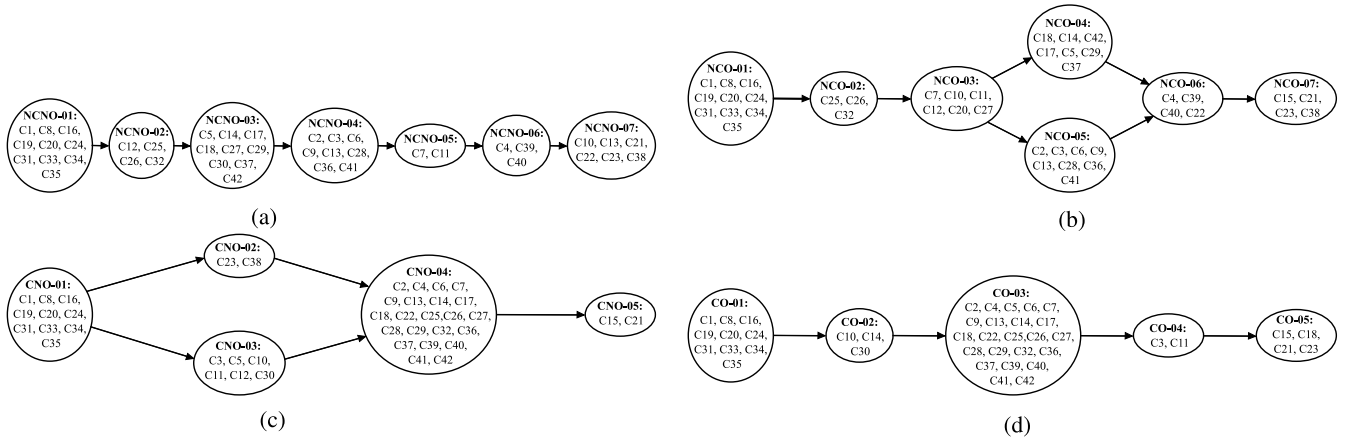 NCNO-01:
C1, C8, C16,
C19, C20, C24,
C31, C33, C34,
C35
NCNO-02:
C12, C25,
C26, C32
NCNO-03:
C5, C14, C17,
C18, C27, C29,
C30, C37,
C42
NCNO-04:
C2, C3, C6,
C9, C13, C28,
C36, C41
NCNO-05:
C7, C11
NCNO-06:
C4, C39,
C40
NCNO-07:
C10, C13, C21,
C22, C23, C38
(a)
NCO-01:
C1, C8, C16,
C19, C20, C24,
C31, C33, C34,
C35
NCO-02:
C25, C26,
C32
NCO-03:
C7, C10, C11,
C12, C20, C27
NCO-04:
C18, C14, C42,
C17, C5, C29,
C37
NCO-05:
C2, C3, C6, C9,
C13, C28, C36,
C41
NCO-06:
C4, C39,
C40, C22
NCO-07:
C15, C21,
C23, C38
(b)
CNO-01:
C1, C8, C16,
C19, C20, C24,
C31, C33, C34,
C35
CNO-02:
C23, C38
CNO-03:
C3, C5, C10,
C11, C12, C30
CNO-04:
C2, C4, C6, C7,
C9, C13, C14, C17,
C18, C22, C25,C26, C27,
C28, C29, C32, C36,
C37, C39, C40,
C41, C42
CNO-05:
C15, C21
(c)
CO-01:
C1, C8, C16,
C19, C20, C24,
C31, C33, C34,
C35
CO-02:
C10, C14,
C30
CO-03:
C2, C4, C5, C6, C7,
C9, C13, C14, C17,
C18, C22, C25,C26, C27,
C28, C29, C32, C36,
C37, C39, C40,
C41, C42
CO-04:
C3, C11
CO-05:
C15, C18,
C21, C23
(d)